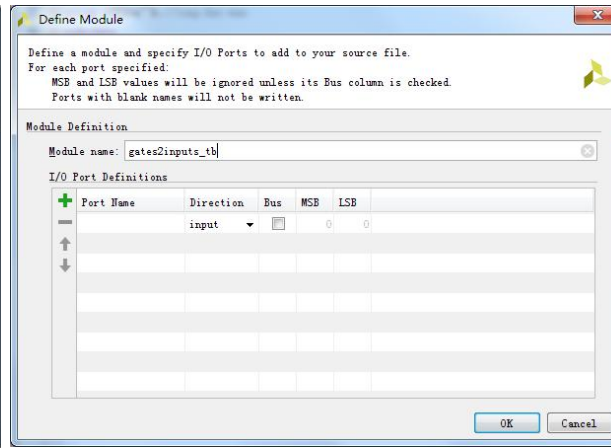 Define Module
Define a module and specify I/O Ports to add to your source file.
For each port specified:
MSB and LSB values will be ignored unless its Bus column is checked.
Ports with blank names will not be written.
Module Definition
Module name: gates2inputs_tb
I/O Port Definitions
Port Name Direction Bus MSB LSB
input 0 0
OK Cancel